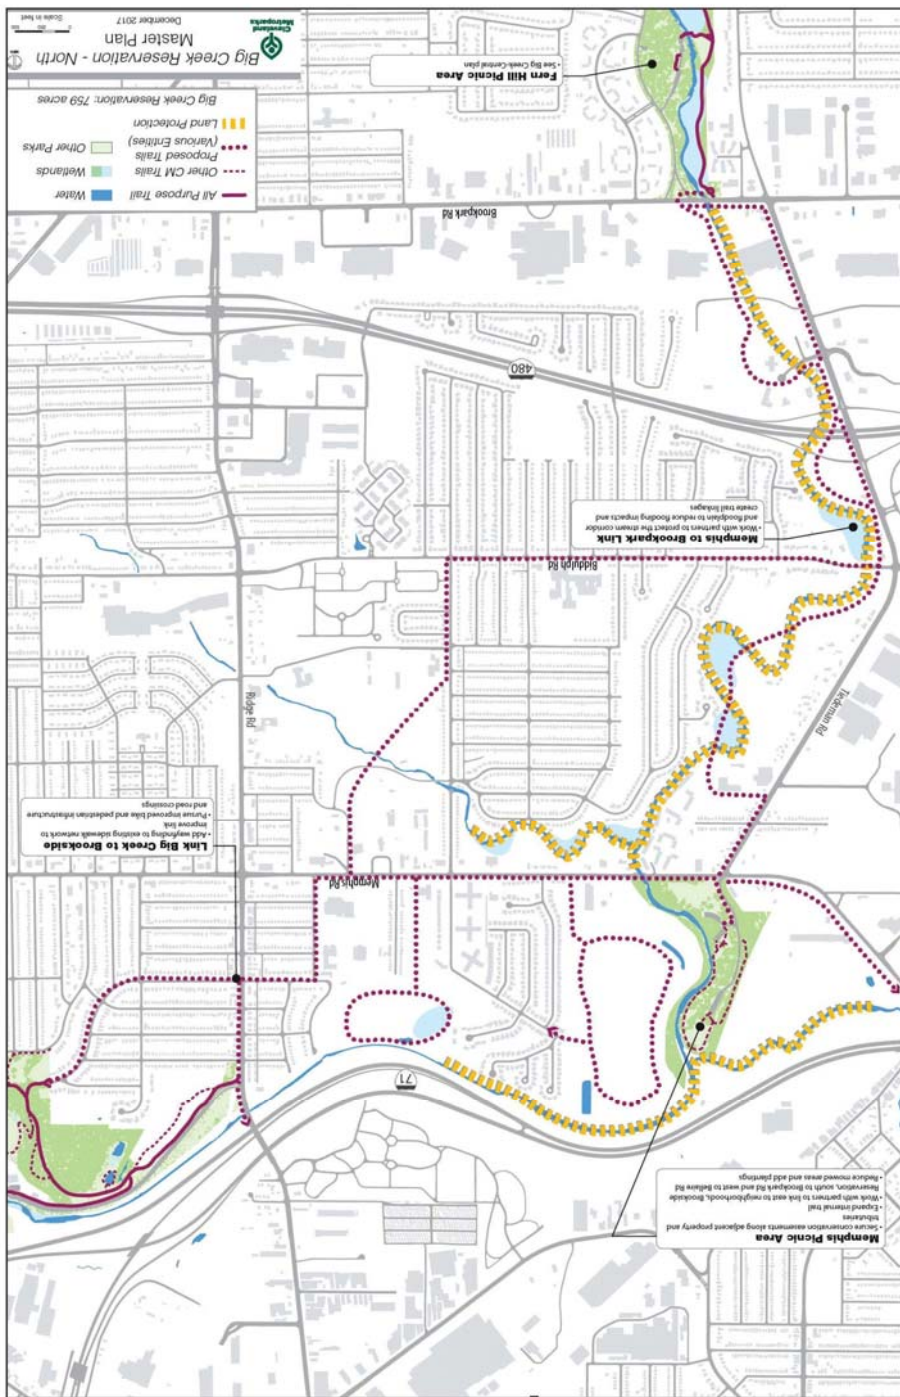 Memphis Picnic Area
• Secure conservation easements along adjacent property and
tributaries
• Expand internal trail
• Work with partners to link east to neighborhoods, Brookside
Reservation, south to Brookpark Rd and west to Bellaire Rd
• Reduce mowed areas and add plantings
71
Link Big Creek to Brookside
• Add wayfinding to existing sidewalk network to
improve link
• Pursue improved bike and pedestrian infrastructure
and road crossings
Memphis Rd
Ridge Rd
Tiedeman Rd
Biddulph Rd
Memphis to Brookpark Link
• Work with partners to protect the stream corridor
and floodplain to reduce flooding impacts and
create trail linkages
480
Brookpark Rd
All Purpose Trail
Other CM Trails
Proposed Trails
(Various Entities)
Land Protection
Water
Wetlands
Other Parks
Big Creek Reservation: 759 acres
Fern Hill Picnic Area
• See Big Creek-Central plan
Cleveland
Metroparks
Big Creek Reservation - North
Master Plan
December 2017
Scale in feet